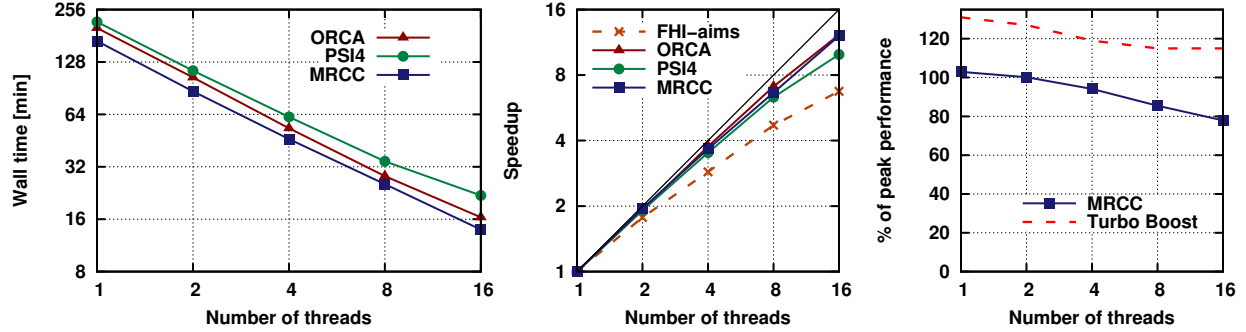 256
128
64
32
16
8
Wall time [min]
ORCA
PSI4
MRCC
1 2 4 8 16
Number of threads
16
8
4
2
1
Speedup
FHI-aims
ORCA
PSI4
MRCC
1 2 4 8 16
Number of threads
120
100
80
60
40
20
0
% of peak performance
MRCC
Turbo Boost
1 2 4 8 16
Number of threads